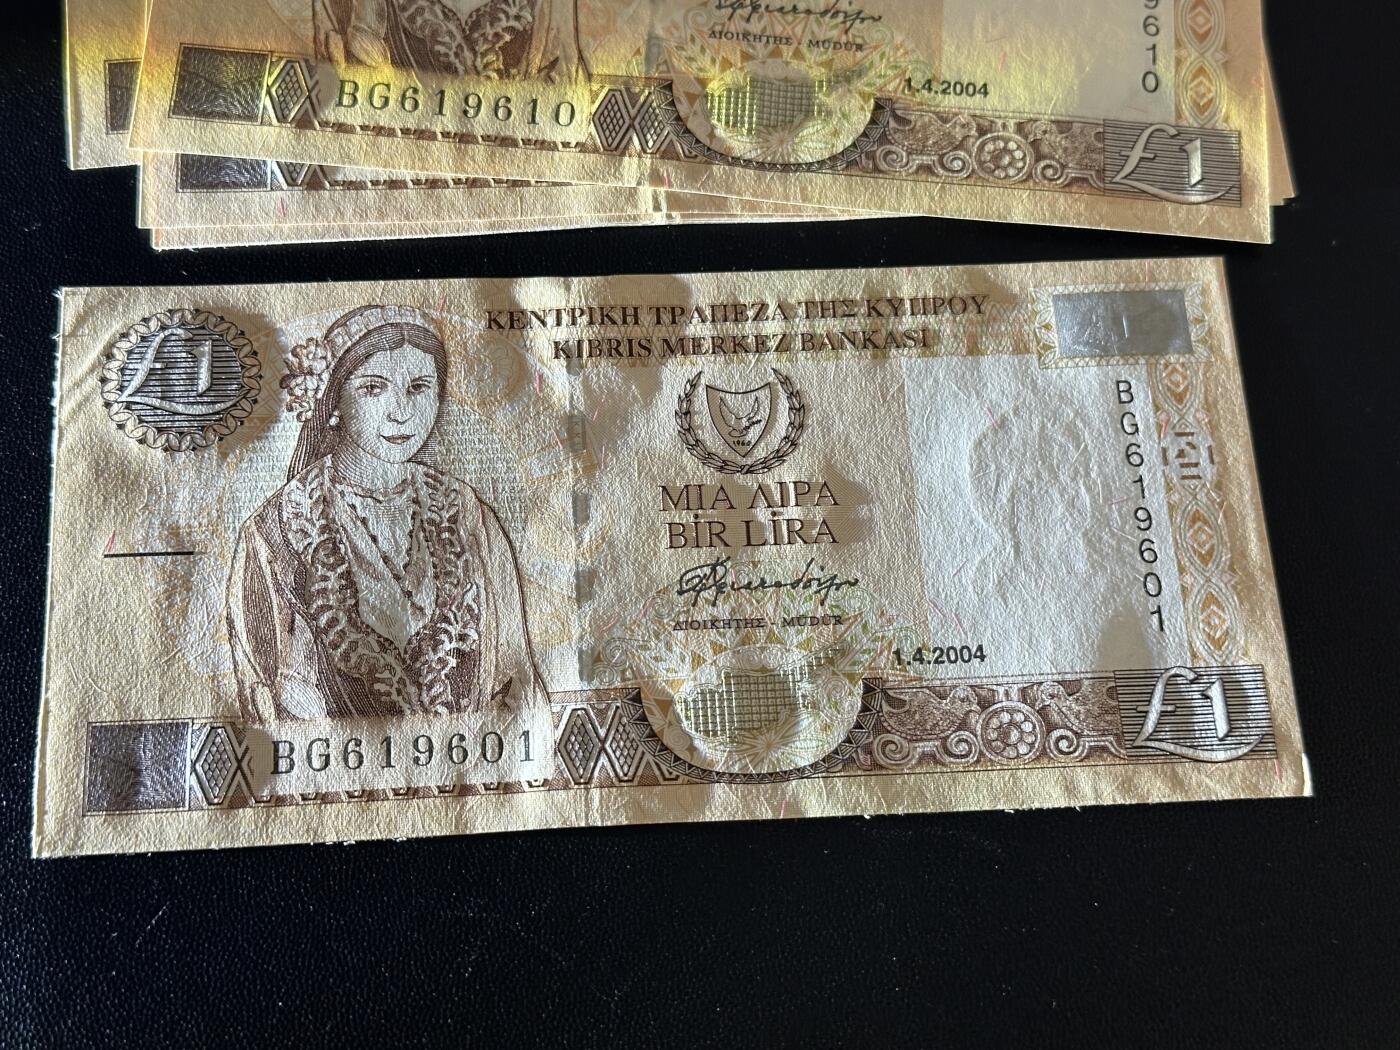 ΔΙΟΙΚΗΤΗΣ - MÜDÜR
9610
BG619610
1.4.2004
£1
£1
ΚΕΝΤΡΙΚΗ ΤΡΑΠΕΖΑ ΤΗΣ ΚΥΠΡΟΥ
KIBRIS MERKEZ BANKASI
1
BG619601
1960
ΜΙΑ ΛΙΡΑ
BİR LİRA
ΔΙΟΙΚΗΤΗΣ - MÜDÜR
1.4.2004
£1
BG619601